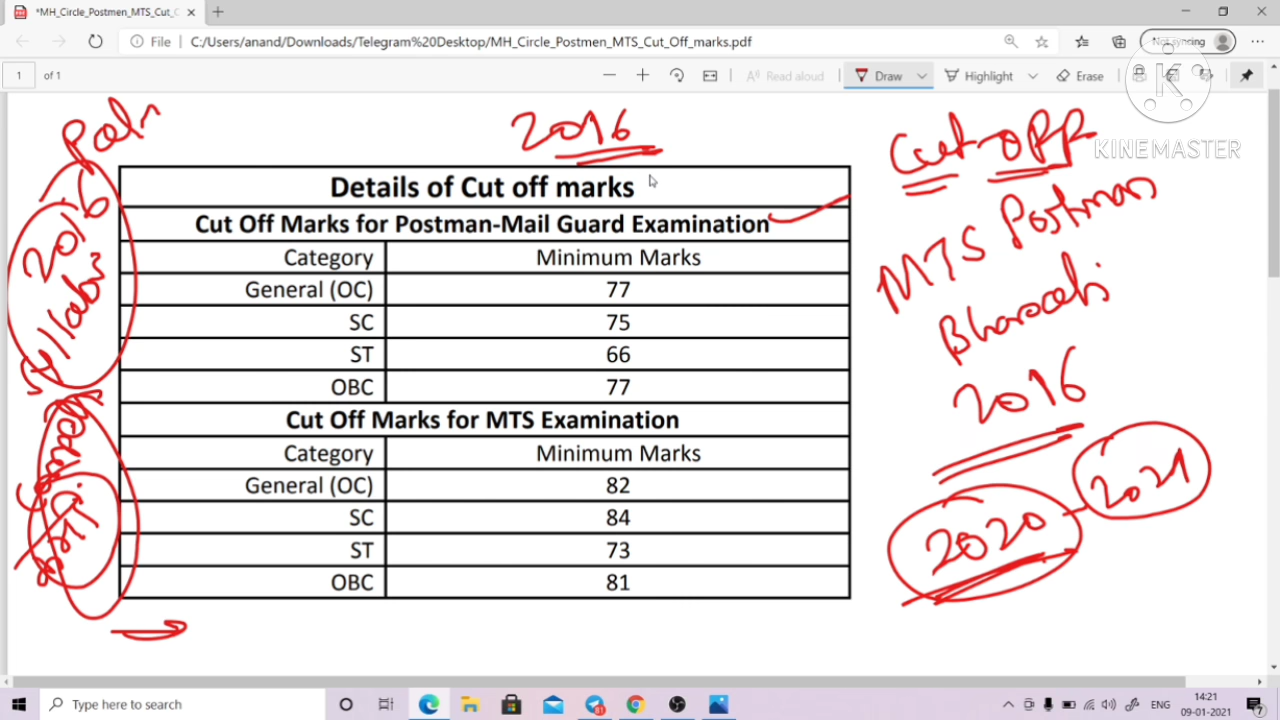 *MH_Circle_Postmen_MTS_Cut_O
File C:/Users/anand/Downloads/Telegram%20Desktop/MH_Circle_Postmen_MTS_Cut_Off_marks.pdf
Not syncing
1 of 1
Read aloud Draw Highlight Erase
K
KINEMASTER
2016
Cut OFF
MTS Postman
Bharati
2016
2020 - 2021
2016
Details of Cut off marks
Cut Off Marks for Postman-Mail Guard Examination
Category Minimum Marks
General (OC) 77
SC 75
ST 66
OBC 77
Cut Off Marks for MTS Examination
Category Minimum Marks
General (OC) 82
SC 84
ST 73
OBC 81
Type here to search
ENG
14:21
09-01-2021
7